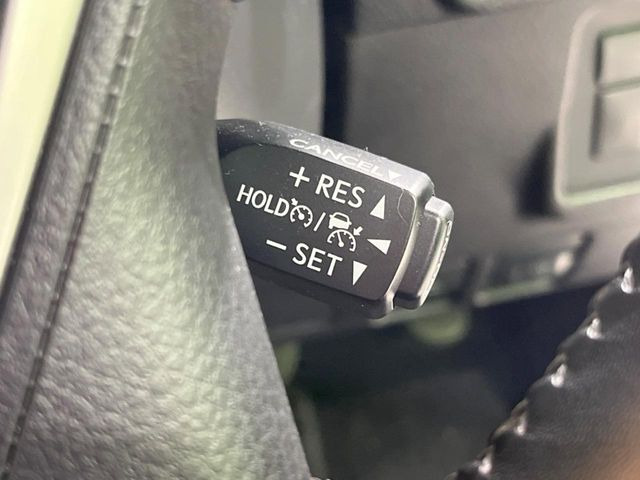 CANCEL▼
+ RES ▲
HOLD / ◀
− SET ▼